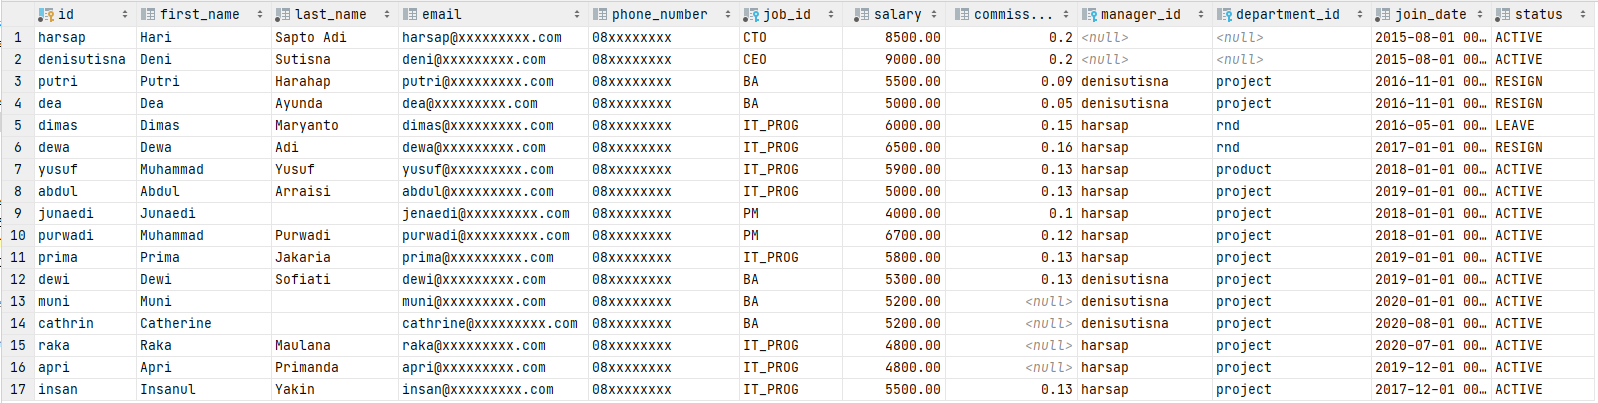 id first_name last_name email phone_number job_id salary commiss... manager_id department_id join_date status
1 harsap Hari Sapto Adi harsap@xxxxxxxxx.com 08xxxxxxxx CTO 8500.00 0.2 <null> <null> 2015-08-01 00… ACTIVE
2 denisutisna Deni Sutisna deni@xxxxxxxxx.com 08xxxxxxxx CEO 9000.00 0.2 <null> <null> 2015-08-01 00… ACTIVE
3 putri Putri Harahap putri@xxxxxxxxx.com 08xxxxxxxx BA 5500.00 0.09 denisutisna project 2016-11-01 00… RESIGN
4 dea Dea Ayunda dea@xxxxxxxxx.com 08xxxxxxxx BA 5000.00 0.05 denisutisna project 2016-11-01 00… RESIGN
5 dimas Dimas Maryanto dimas@xxxxxxxxx.com 08xxxxxxxx IT_PROG 6000.00 0.15 harsap rnd 2016-05-01 00… LEAVE
6 dewa Dewa Adi dewa@xxxxxxxxx.com 08xxxxxxxx IT_PROG 6500.00 0.16 harsap rnd 2017-01-01 00… RESIGN
7 yusuf Muhammad Yusuf yusuf@xxxxxxxxx.com 08xxxxxxxx IT_PROG 5900.00 0.13 harsap product 2018-01-01 00… ACTIVE
8 abdul Abdul Arraisi abdul@xxxxxxxxx.com 08xxxxxxxx IT_PROG 5000.00 0.13 harsap project 2019-01-01 00… ACTIVE
9 junaedi Junaedi jenaedi@xxxxxxxxx.com 08xxxxxxxx PM 4000.00 0.1 harsap project 2018-01-01 00… ACTIVE
10 purwadi Muhammad Purwadi purwadi@xxxxxxxxx.com 08xxxxxxxx PM 6700.00 0.12 harsap project 2018-01-01 00… ACTIVE
11 prima Prima Jakaria prima@xxxxxxxxx.com 08xxxxxxxx IT_PROG 5800.00 0.13 harsap project 2019-01-01 00… ACTIVE
12 dewi Dewi Sofiati dewi@xxxxxxxxx.com 08xxxxxxxx BA 5300.00 0.13 denisutisna project 2019-01-01 00… ACTIVE
13 muni Muni muni@xxxxxxxxx.com 08xxxxxxxx BA 5200.00 <null> denisutisna project 2020-01-01 00… ACTIVE
14 cathrin Catherine cathrine@xxxxxxxxx.com 08xxxxxxxx BA 5200.00 <null> denisutisna project 2020-08-01 00… ACTIVE
15 raka Raka Maulana raka@xxxxxxxxx.com 08xxxxxxxx IT_PROG 4800.00 <null> harsap project 2020-07-01 00… ACTIVE
16 apri Apri Primanda apri@xxxxxxxxx.com 08xxxxxxxx IT_PROG 4800.00 <null> harsap project 2019-12-01 00… ACTIVE
17 insan Insanul Yakin insan@xxxxxxxxx.com 08xxxxxxxx IT_PROG 5500.00 0.13 harsap project 2017-12-01 00… ACTIVE